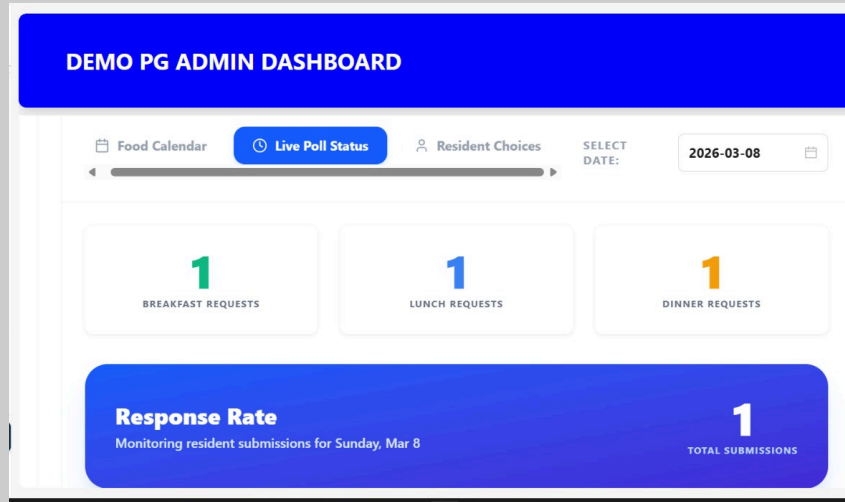 DEMO PG ADMIN DASHBOARD
Food Calendar
Live Poll Status
Resident Choices
SELECT
DATE:
2026-03-08
1
BREAKFAST REQUESTS
1
LUNCH REQUESTS
1
DINNER REQUESTS
Response Rate
Monitoring resident submissions for Sunday, Mar 8
1
TOTAL SUBMISSIONS